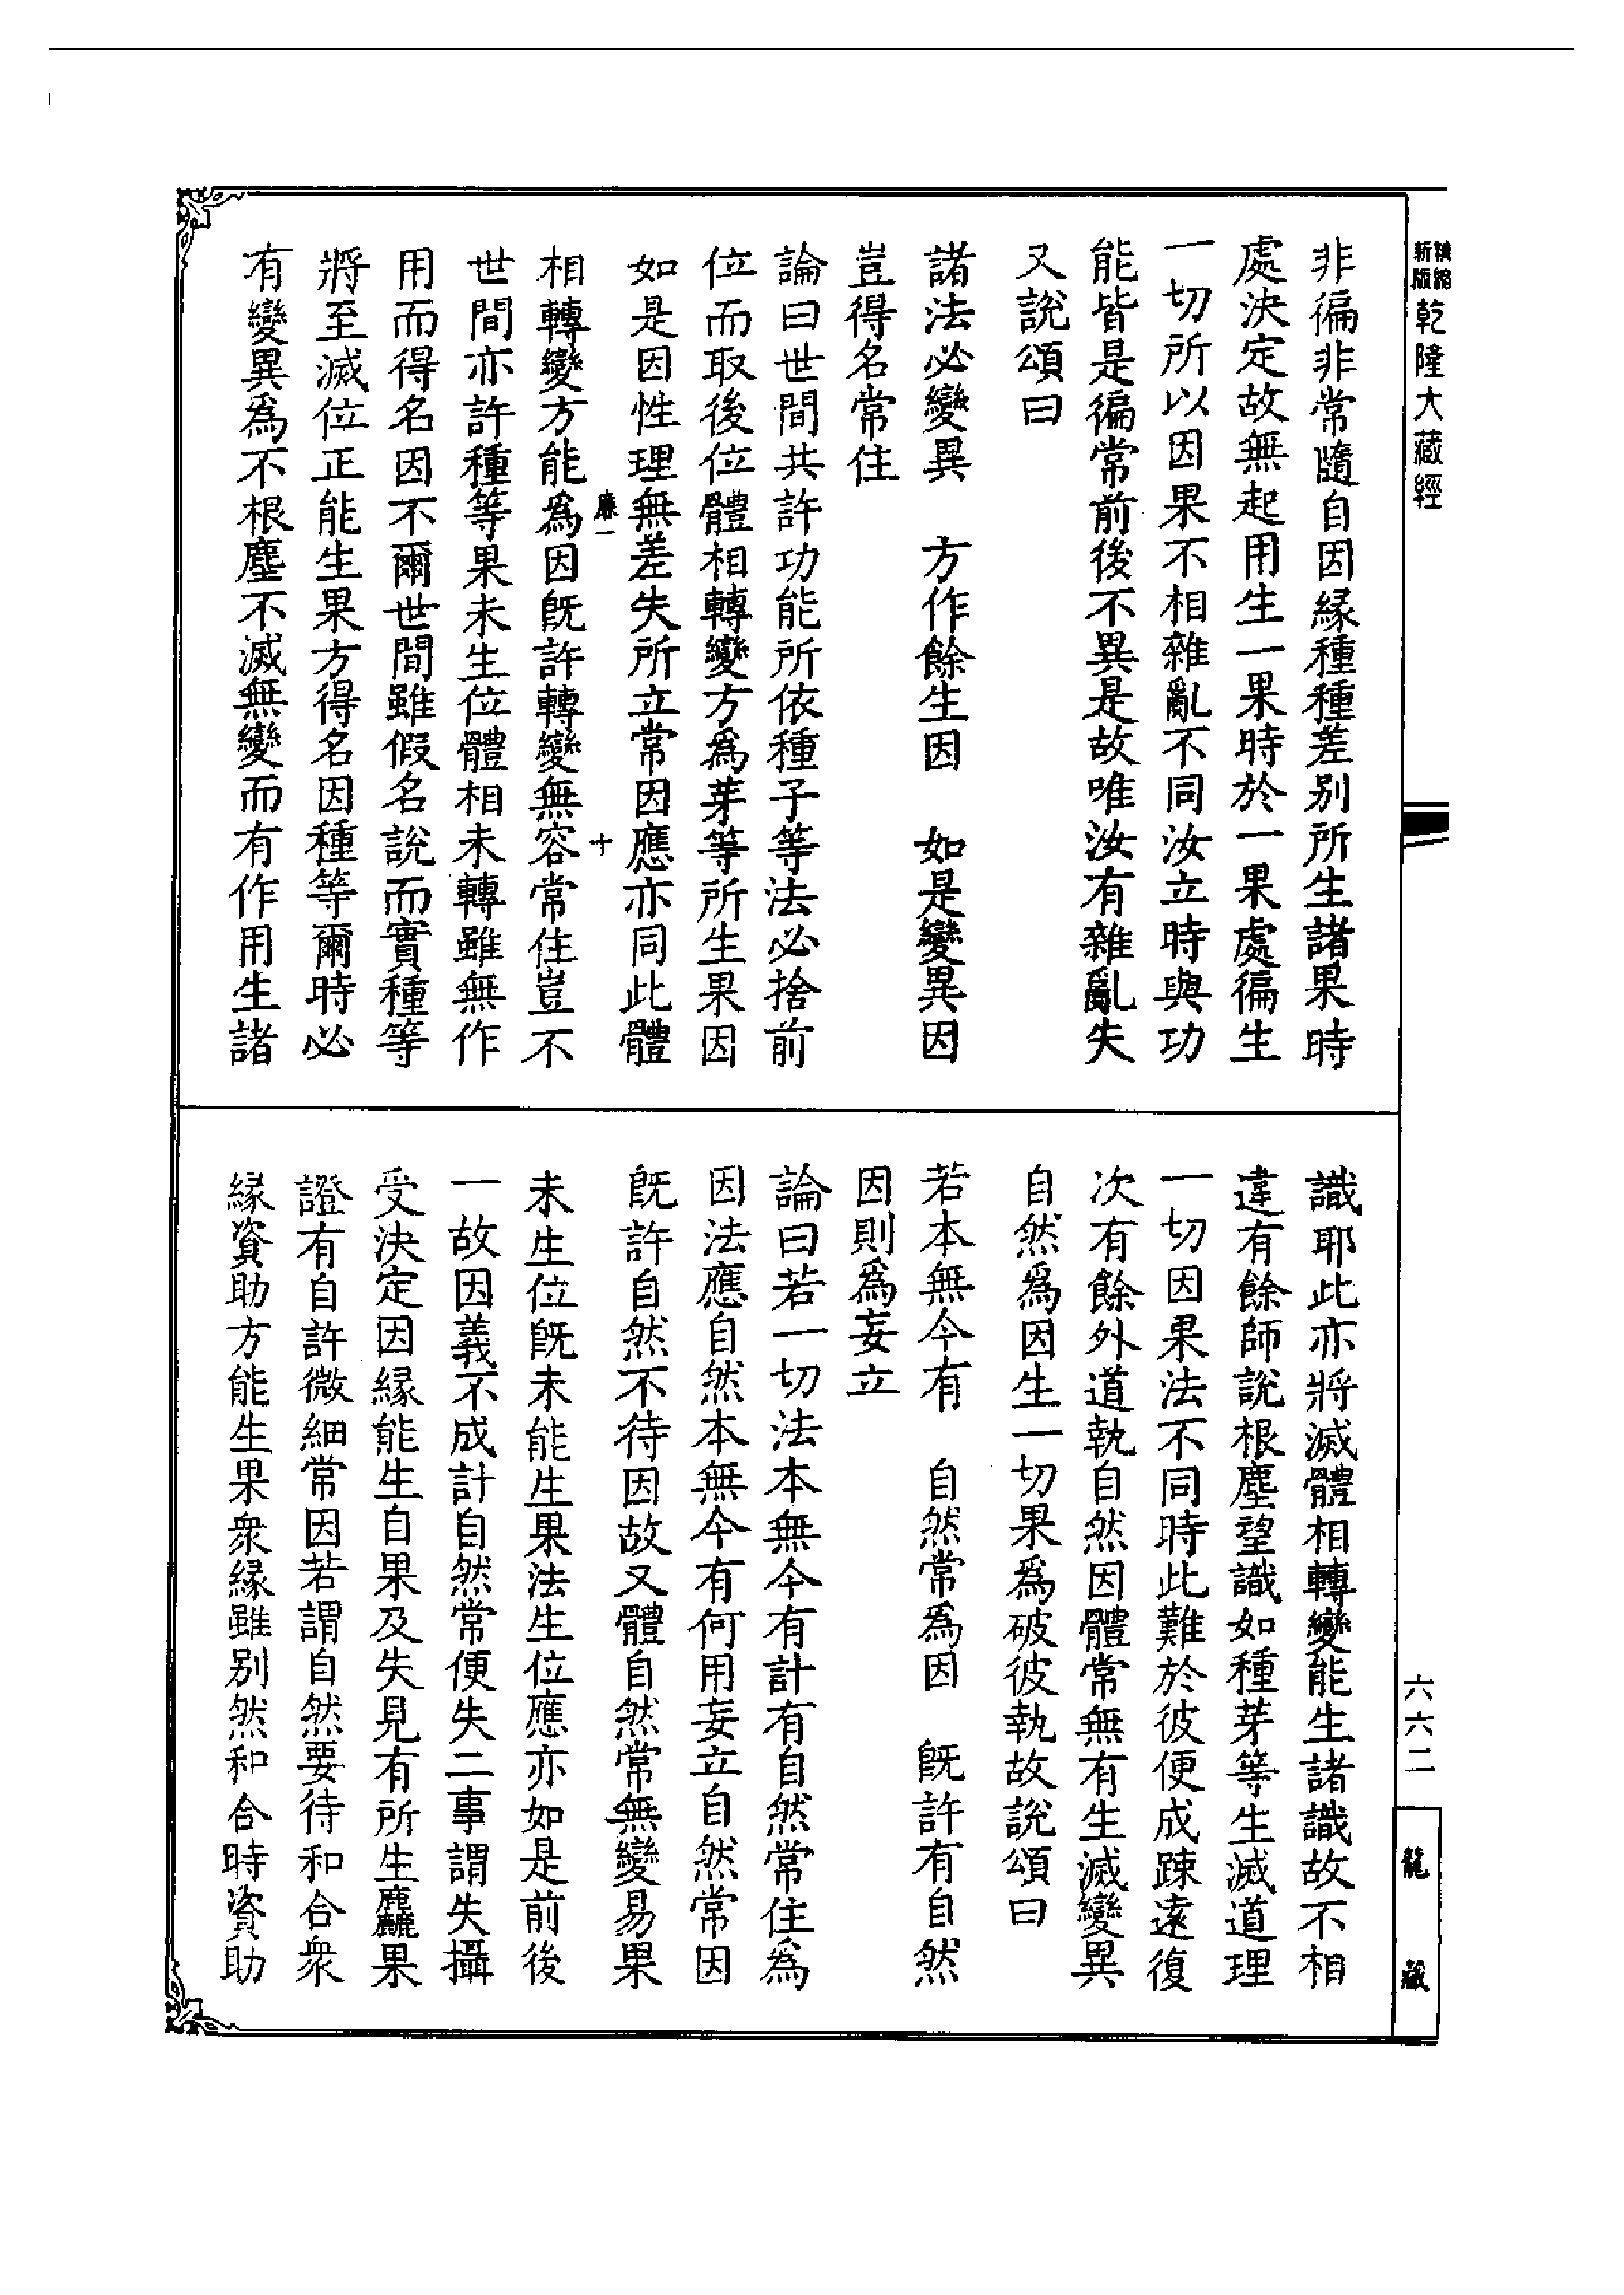 精縮
新版
乾隆大藏經
非徧非常隨自因緣種種差別所生諸果時
處決定故無起用生一果時於一果處徧生
一切所以因果不相雜亂不同汝立時與功
能皆是徧常前後不異是故唯汝有雜亂失
又說頌曰
諸法必變異　方作餘生因　如是變異因
豈得名常住
論曰世間共許功能所依種子等法必捨前
位而取後位體相轉變方爲芽等所生果因
如是因性理無差失所立常因應亦同此體
廉一　十
相轉變方能爲因旣許轉變無容常住豈不
世間亦許種等果未生位體相未轉雖無作
用而得名因不爾世間雖假名說而實種等
將至滅位正能生果方得名因種等爾時必
有變異爲不根塵不滅無變而有作用生諸
識耶此亦將滅體相轉變能生諸識故不相
違有餘師說根塵望識如種芽等生滅道理
一切因果法不同時此難於彼便成踈遠復
次有餘外道執自然因體常無有生滅變異
自然爲因生一切果爲破彼執故說頌曰
若本無今有　自然常爲因　旣許有自然
因則爲妄立
論曰若一切法本無今有計有自然常住爲
因法應自然本無今有何用妄立自然常因
旣許自然不待因故又體自然常無變易果
未生位旣未能生果法生位應亦如是前後
一故因義不成計自然常便失二事謂失攝
受決定因緣能生自果及失見有所生麤果
證有自許微細常因若謂自然要待和合衆
緣資助方能生果衆緣雖別然和合時資助
六六二
龍藏